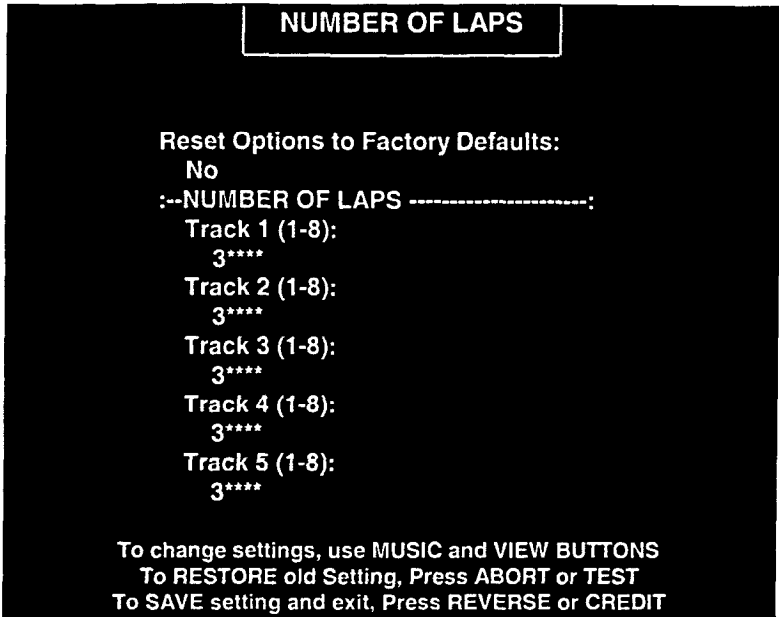 NUMBER OF LAPS
Reset Options to Factory Defaults:
No
:--NUMBER OF LAPS ----------------------:
Track 1 (1-8):
3****
Track 2 (1-8):
3****
Track 3 (1-8):
3****
Track 4 (1-8):
3****
Track 5 (1-8):
3****
To change settings, use MUSIC and VIEW BUTTONS
To RESTORE old Setting, Press ABORT or TEST
To SAVE setting and exit, Press REVERSE or CREDIT